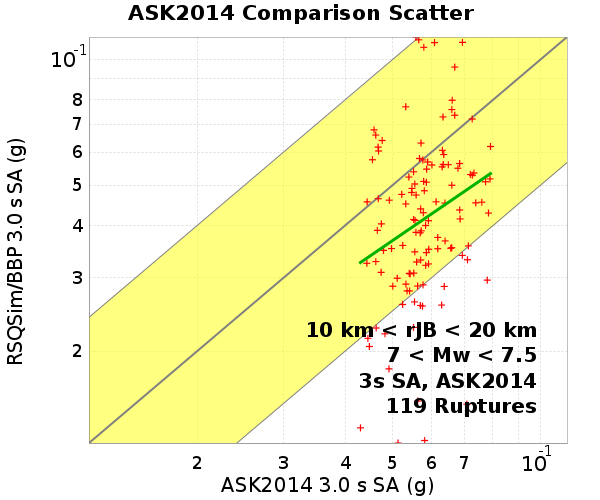 ASK2014 Comparison Scatter
RSQSim/BBP 3.0 s SA (g)
10⁻¹
8
7
6
5
4
3
2
10 km < rJB < 20 km
7 < Mw < 7.5
3s SA, ASK2014
119 Ruptures
2 3 4 5 6 7 10⁻¹
ASK2014 3.0 s SA (g)